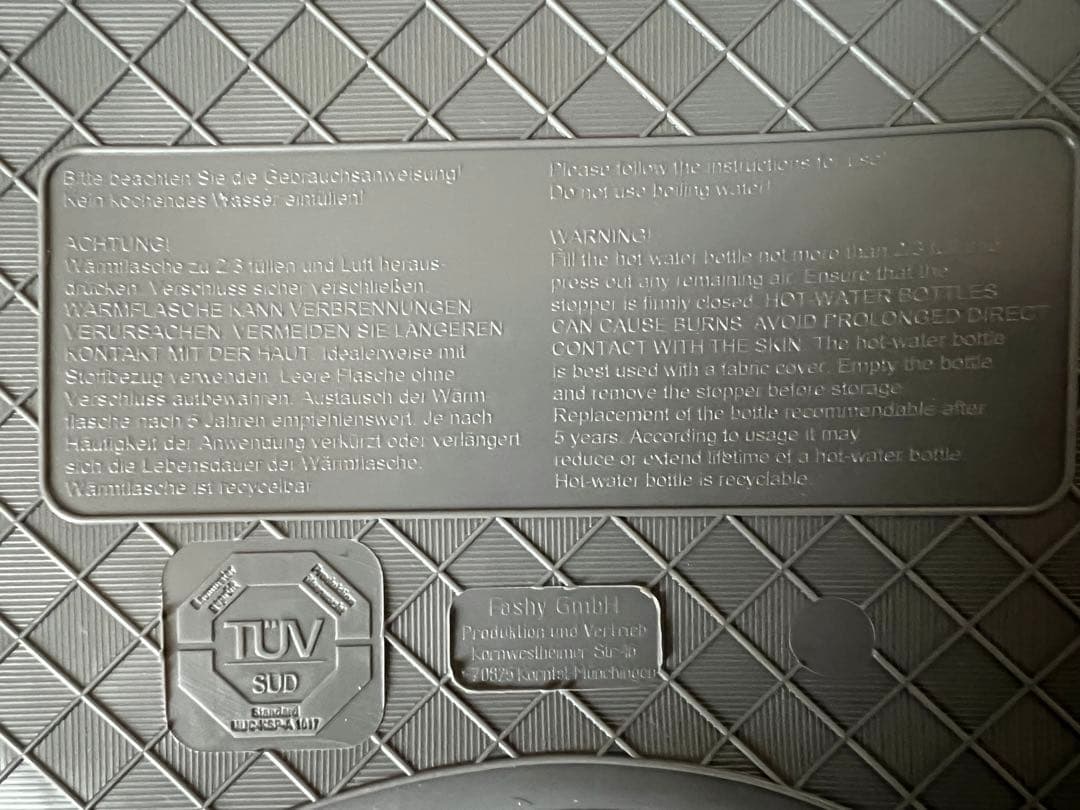 Bitte beachten Sie die Gebrauchsanweisung!
Kein kochendes Wasser einfüllen!
ACHTUNG!
Wärmflasche zu 2/3 füllen und Luft heraus-
drücken. Verschluss sicher verschließen.
WÄRMFLASCHE KANN VERBRENNUNGEN
VERURSACHEN. VERMEIDEN SIE LÄNGEREN
KONTAKT MIT DER HAUT. Idealerweise mit
Stoffbezug verwenden. Leere Flasche ohne
Verschluss aufbewahren. Austausch der Wärm-
flasche nach 5 Jahren empfehlenswert. Je nach
Häufigkeit der Anwendung verkürzt oder verlängert
sich die Lebensdauer der Wärmflasche.
Wärmflasche ist recycelbar
Please follow the instructions for use!
Do not use boiling water!
WARNING!
Fill the hot water bottle not more than 2/3 full and
press out any remaining air. Ensure that the
stopper is firmly closed. HOT-WATER BOTTLES
CAN CAUSE BURNS. AVOID PROLONGED DIRECT
CONTACT WITH THE SKIN. The hot-water bottle
is best used with a fabric cover. Empty the bottle
and remove the stopper before storage.
Replacement of the bottle recommendable after
5 years. According to usage it may
reduce or extend lifetime of a hot-water bottle.
Hot-water bottle is recyclable.
Produktion
TÜV
SÜD
Standard
MUC-KSP-A 1617
Fashy GmbH
Produktion und Vertrieb
Kornwestheimer Str.
70825 Korntal-Münchingen